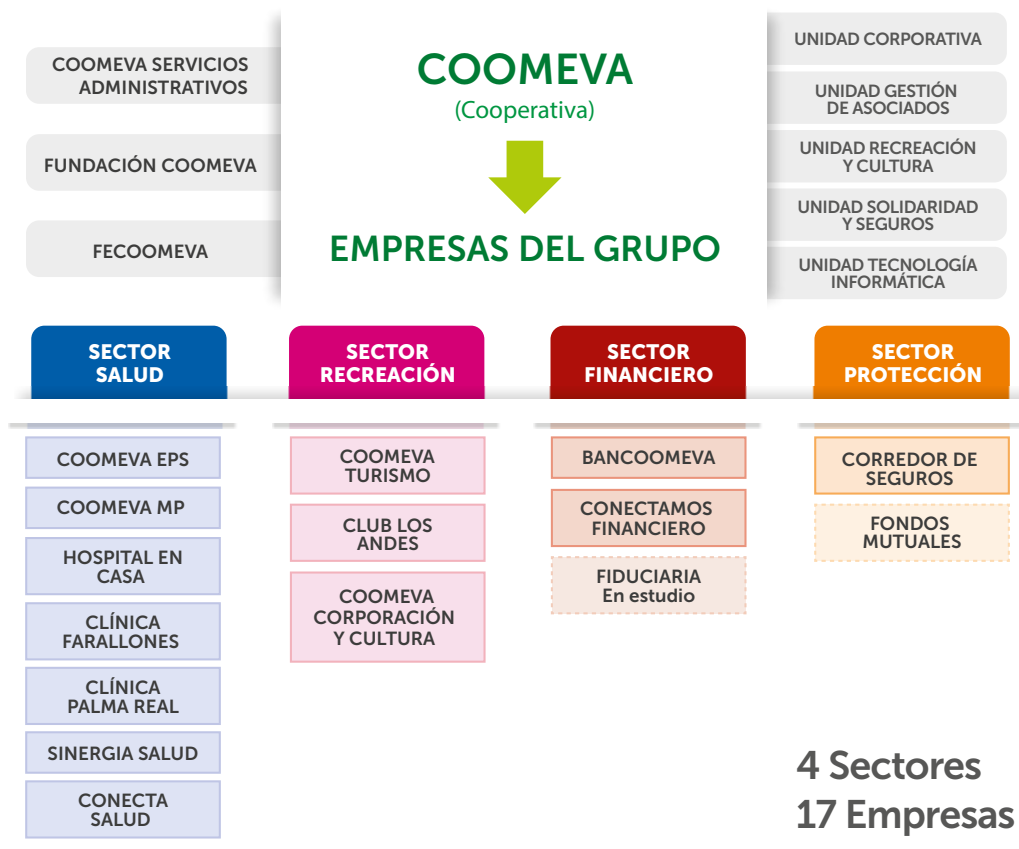 COOMEVA SERVICIOS
ADMINISTRATIVOS
FUNDACIÓN COOMEVA
FECOOMEVA
COOMEVA
(Cooperativa)
EMPRESAS DEL GRUPO
UNIDAD CORPORATIVA
UNIDAD GESTIÓN
DE ASOCIADOS
UNIDAD RECREACIÓN
Y CULTURA
UNIDAD SOLIDARIDAD
Y SEGUROS
UNIDAD TECNOLOGÍA
INFORMÁTICA
SECTOR
SALUD
COOMEVA EPS
COOMEVA MP
HOSPITAL EN
CASA
CLÍNICA
FARALLONES
CLÍNICA
PALMA REAL
SINERGIA SALUD
CONECTA
SALUD
SECTOR
RECREACIÓN
COOMEVA
TURISMO
CLUB LOS
ANDES
COOMEVA
CORPORACIÓN
Y CULTURA
SECTOR
FINANCIERO
BANCOOMEVA
CONECTAMOS
FINANCIERO
FIDUCIARIA
En estudio
SECTOR
PROTECCIÓN
CORREDOR DE
SEGUROS
FONDOS
MUTUALES
4 Sectores
17 Empresas